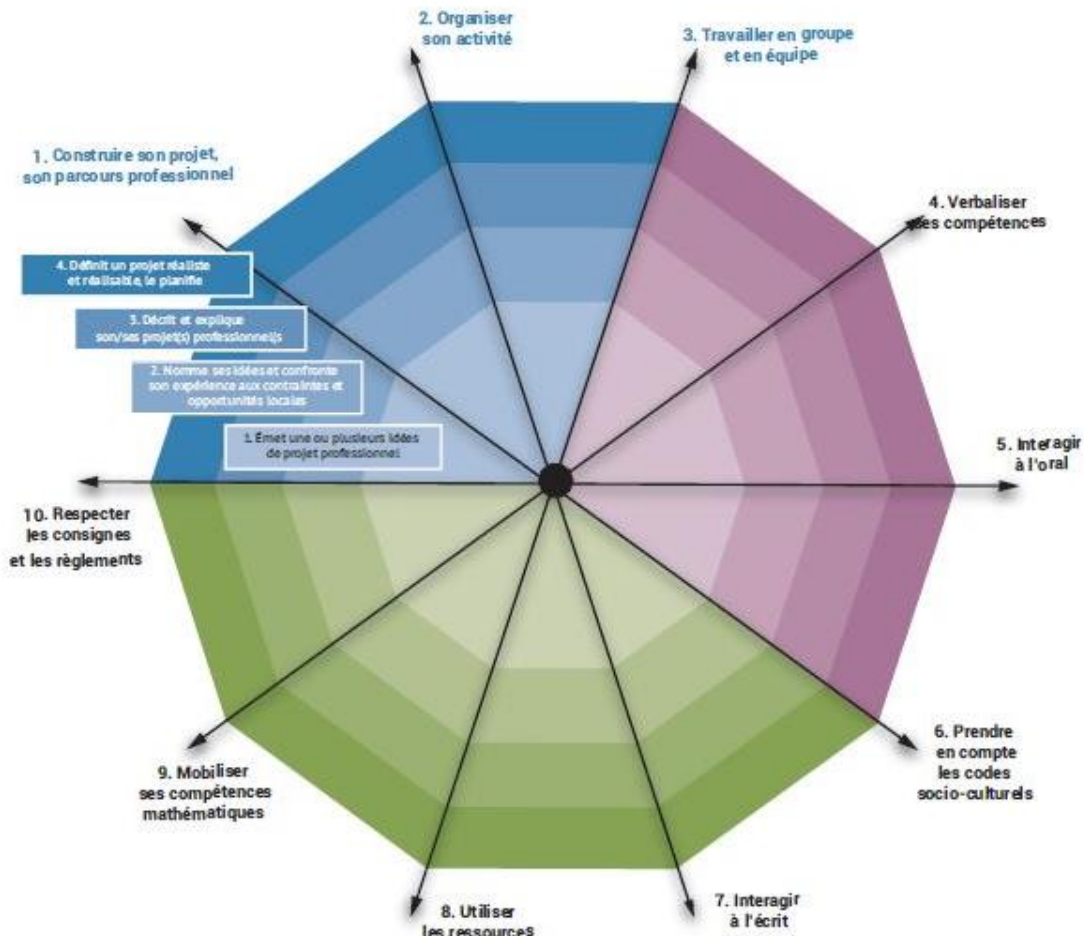 2. Organiser
son activité
3. Travailler en groupe
et en équipe
1. Construire son projet,
son parcours professionnel
4. Verbaliser
ses compétences
4. Définit un projet réaliste
et réalisable, le planifie
3. Décrit et explique
son/ses projet(s) professionnel(s
2. Nomme ses idées et confronte
son expérience aux contraintes et
opportunités locales
1. Émet une ou plusieurs idées
de projet professionnel
5. Interagir
à l'oral
10. Respecter
les consignes
et les règlements
6. Prendre
en compte
les codes
socio-culturels
9. Mobiliser
ses compétences
mathématiques
7. Interagir
à l'écrit
8. Utiliser
les ressources